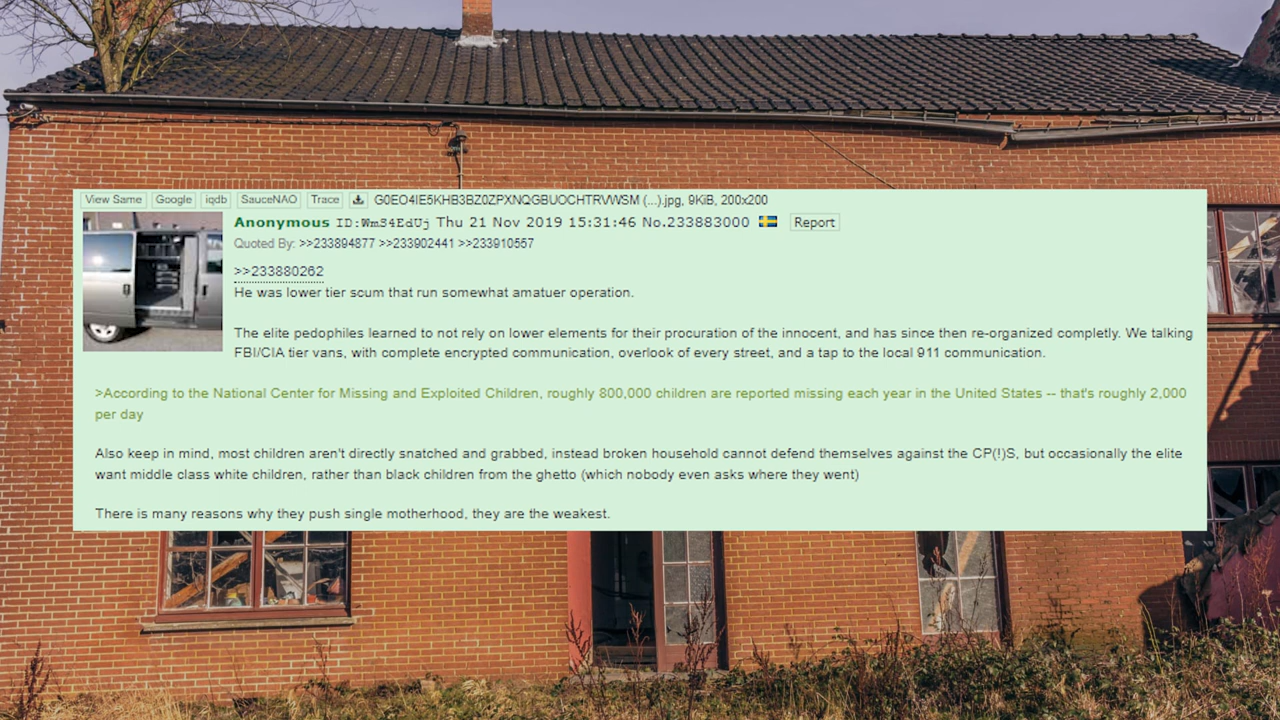 View Same Google iqdb SauceNAO Trace G0EO4IE5KHB3BZ0ZPXNQGBUOCHTRVWSM (...).jpg, 9KiB, 200x200
Anonymous ID:WmS4EdUj Thu 21 Nov 2019 15:31:46 No.233883000 Report
Quoted By: >>233894877 >>233902441 >>233910557
>>233880262
He was lower tier scum that run somewhat amatuer operation.
The elite pedophiles learned to not rely on lower elements for their procuration of the innocent, and has since then re-organized completly. We talking
FBI/CIA tier vans, with complete encrypted communication, overlook of every street, and a tap to the local 911 communication.
>According to the National Center for Missing and Exploited Children, roughly 800,000 children are reported missing each year in the United States -- that's roughly 2,000
per day
Also keep in mind, most children aren't directly snatched and grabbed, instead broken household cannot defend themselves against the CP(!)S, but occasionally the elite
want middle class white children, rather than black children from the ghetto (which nobody even asks where they went)
There is many reasons why they push single motherhood, they are the weakest.